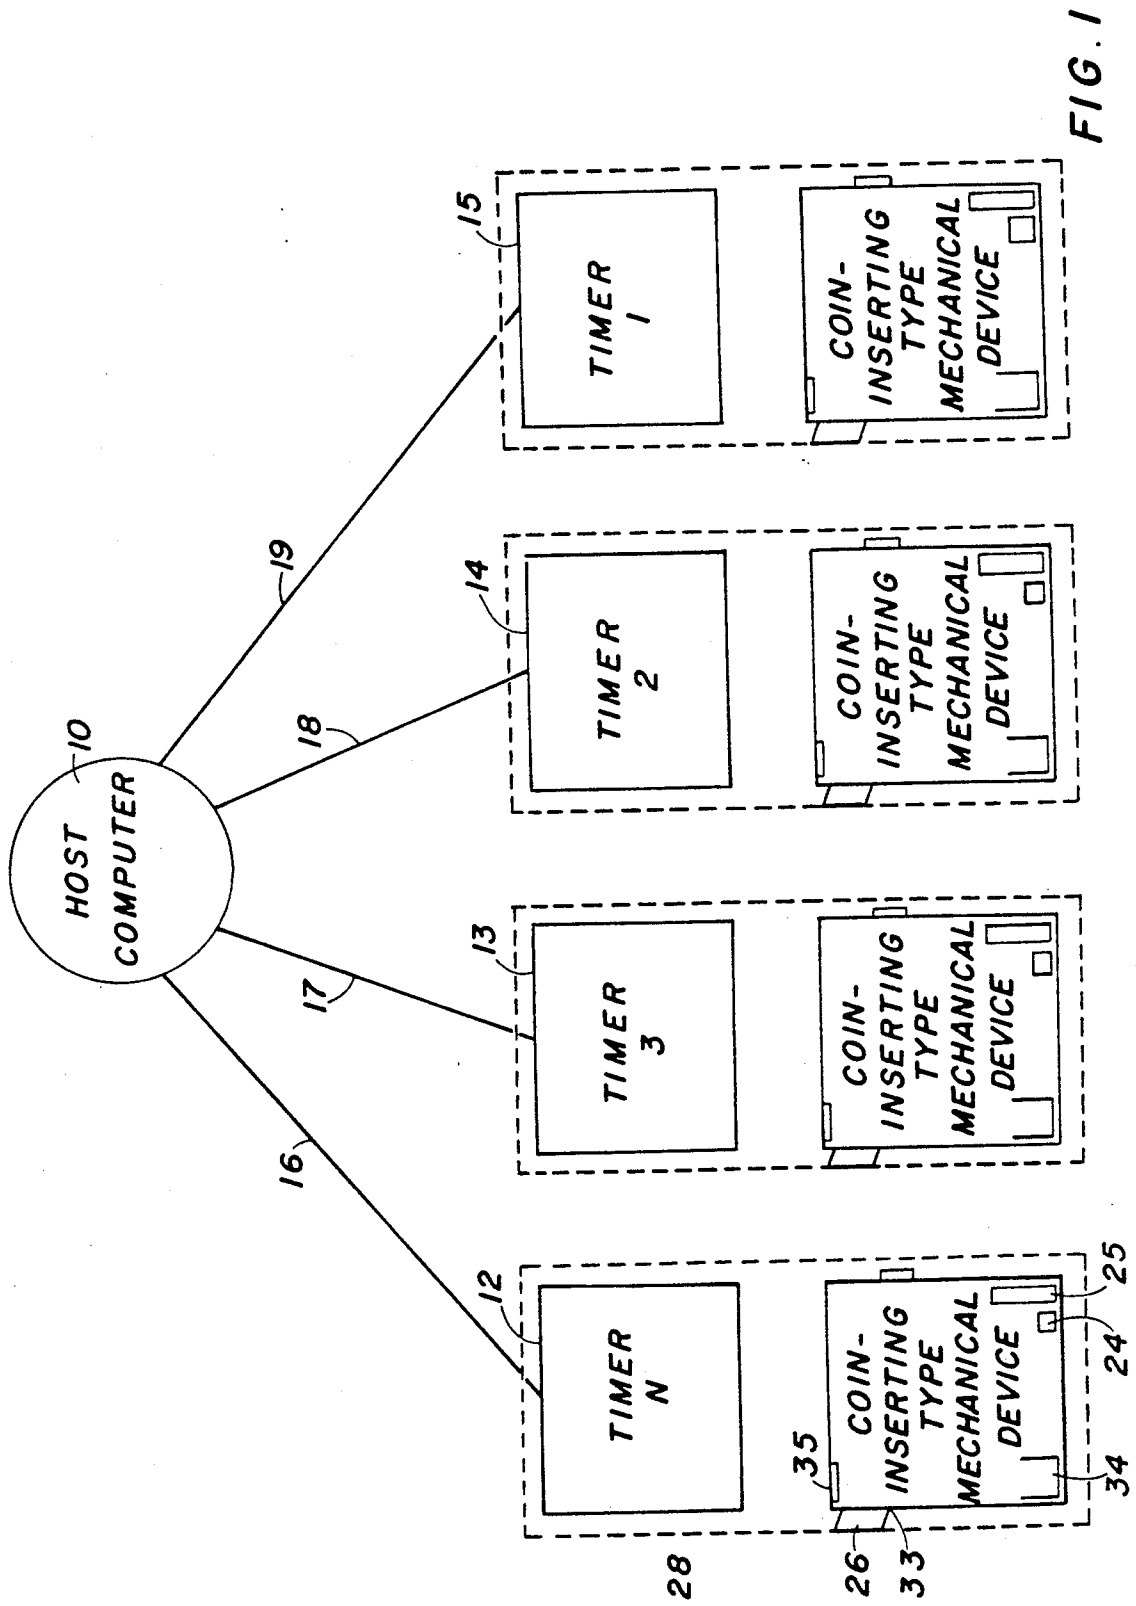 HOST
COMPUTER
10
16
17
18
19
12
13
14
15
TIMER
N
TIMER
3
TIMER
2
TIMER
1
28
35
COIN-
INSERTING
TYPE
MECHANICAL
DEVICE
COIN-
INSERTING
TYPE
MECHANICAL
DEVICE
COIN-
INSERTING
TYPE
MECHANICAL
DEVICE
COIN-
INSERTING
TYPE
MECHANICAL
DEVICE
26
33
34
24
25
FIG. 1